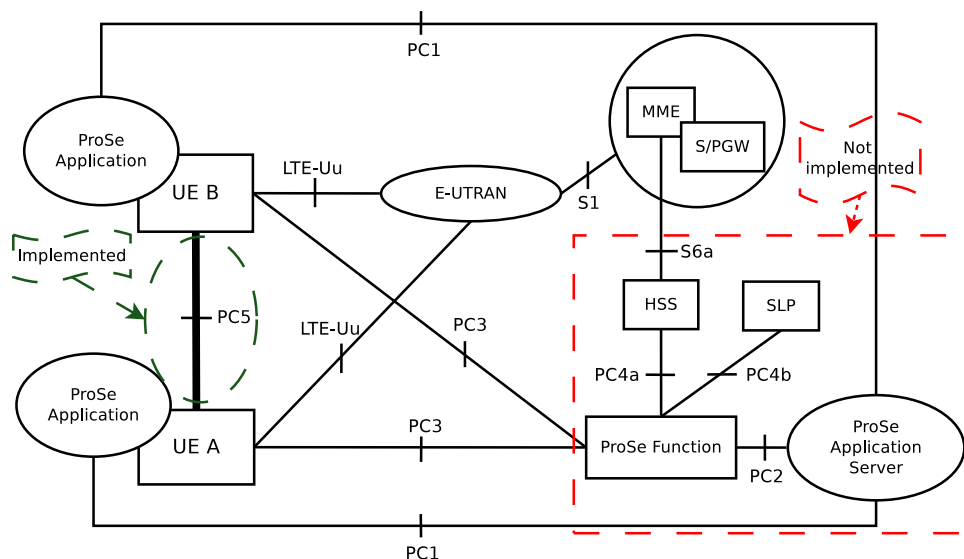 PC1
MME
S/PGW
ProSe
Application
Not
implemented
LTE-Uu
UE B
E-UTRAN
S1
Implemented
S6a
HSS
SLP
PC5
LTE-Uu
PC3
PC4a
PC4b
ProSe
Application
PC3
UE A
ProSe Function
PC2
ProSe
Application
Server
PC1